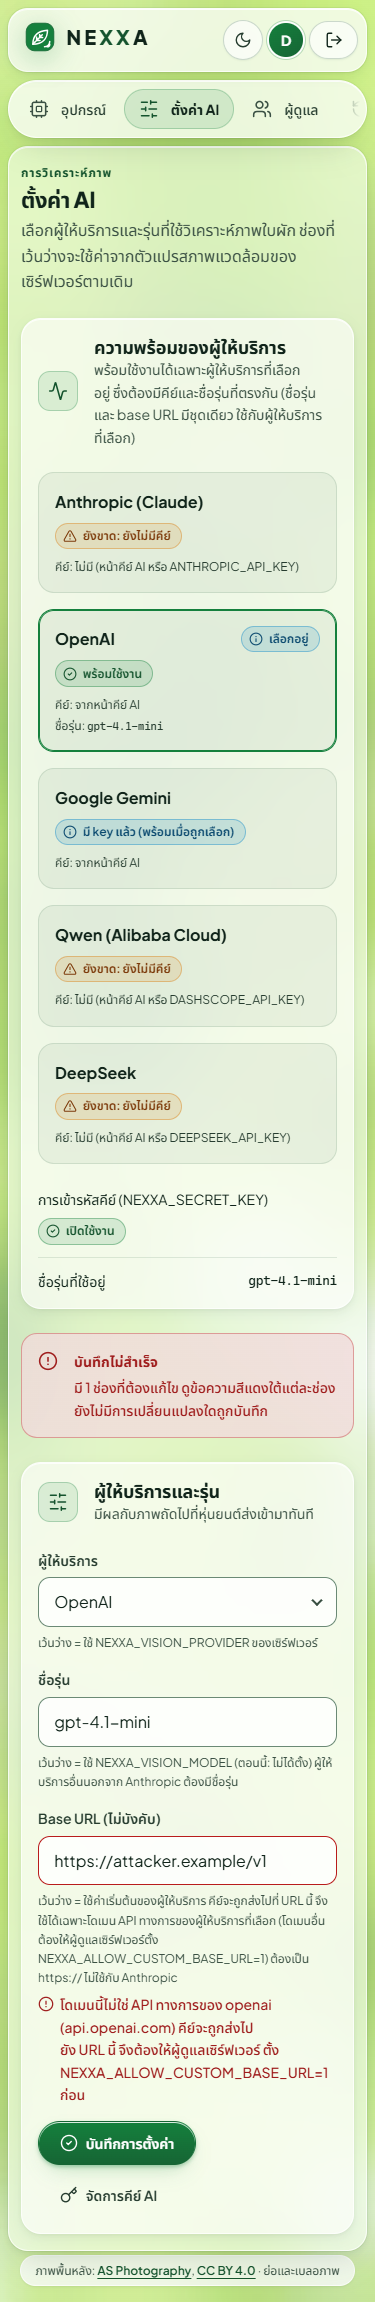 NEXXA
D
อุปกรณ์
ตั้งค่า AI
ผู้ดูแล
การวิเคราะห์ภาพ
ตั้งค่า AI
เลือกผู้ให้บริการและรุ่นที่ใช้วิเคราะห์ภาพใบผัก ช่องที่
เว้นว่างจะใช้ค่าจากตัวแปรสภาพแวดล้อมของ
เซิร์ฟเวอร์ตามเดิม
ความพร้อมของผู้ให้บริการ
พร้อมใช้งานได้เฉพาะผู้ให้บริการที่เลือก
อยู่ ซึ่งต้องมีคีย์และชื่อรุ่นที่ตรงกัน (ชื่อรุ่น
และ base URL มีชุดเดียว ใช้กับผู้ให้บริการ
ที่เลือก)
Anthropic (Claude)
ยังขาด: ยังไม่มีคีย์
คีย์: ไม่มี (หน้าคีย์ AI หรือ ANTHROPIC_API_KEY)
OpenAI
เลือกอยู่
พร้อมใช้งาน
คีย์: จากหน้าคีย์ AI
ชื่อรุ่น: gpt-4.1-mini
Google Gemini
มี key แล้ว (พร้อมเมื่อถูกเลือก)
คีย์: จากหน้าคีย์ AI
Qwen (Alibaba Cloud)
ยังขาด: ยังไม่มีคีย์
คีย์: ไม่มี (หน้าคีย์ AI หรือ DASHSCOPE_API_KEY)
DeepSeek
ยังขาด: ยังไม่มีคีย์
คีย์: ไม่มี (หน้าคีย์ AI หรือ DEEPSEEK_API_KEY)
การเข้ารหัสคีย์ (NEXXA_SECRET_KEY)
เปิดใช้งาน
ชื่อรุ่นที่ใช้อยู่ gpt-4.1-mini
บันทึกไม่สำเร็จ
มี 1 ช่องที่ต้องแก้ไข ดูข้อความสีแดงใต้แต่ละช่อง
ยังไม่มีการเปลี่ยนแปลงใดถูกบันทึก
ผู้ให้บริการและรุ่น
มีผลกับภาพถัดไปที่หุ่นยนต์ส่งเข้ามาทันที
ผู้ให้บริการ
OpenAI
เว้นว่าง = ใช้ NEXXA_VISION_PROVIDER ของเซิร์ฟเวอร์
ชื่อรุ่น
gpt-4.1-mini
เว้นว่าง = ใช้ NEXXA_VISION_MODEL (ตอนนี้: ไม่ได้ตั้ง) ผู้ให้
บริการอื่นนอกจาก Anthropic ต้องมีชื่อรุ่น
Base URL (ไม่บังคับ)
https://attacker.example/v1
เว้นว่าง = ใช้ค่าเริ่มต้นของผู้ให้บริการ คีย์จะถูกส่งไปที่ URL นี้ จึง
ใช้ได้เฉพาะโดเมน API ทางการของผู้ให้บริการที่เลือก (โดเมนอื่น
ต้องให้ผู้ดูแลเซิร์ฟเวอร์ตั้ง
NEXXA_ALLOW_CUSTOM_BASE_URL=1) ต้องเป็น
https:// ไม่ใช้กับ Anthropic
โดเมนนี้ไม่ใช่ API ทางการของ openai
(api.openai.com) คีย์จะถูกส่งไป
ยัง URL นี้ จึงต้องให้ผู้ดูแลเซิร์ฟเวอร์ ตั้ง
NEXXA_ALLOW_CUSTOM_BASE_URL=1
ก่อน
บันทึกการตั้งค่า
จัดการคีย์ AI
ภาพพื้นหลัง: AS Photography, CC BY 4.0 · ย่อและเบลอภาพ